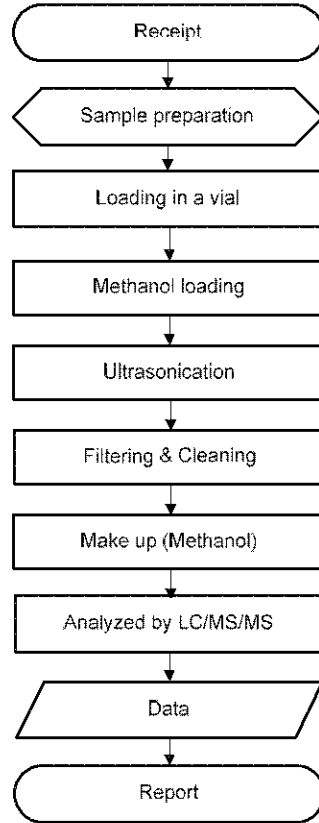 Receipt
Sample preparation
Loading in a vial
Methanol loading
Ultrasonication
Filtering & Cleaning
Make up (Methanol)
Analyzed by LC/MS/MS
Data
Report